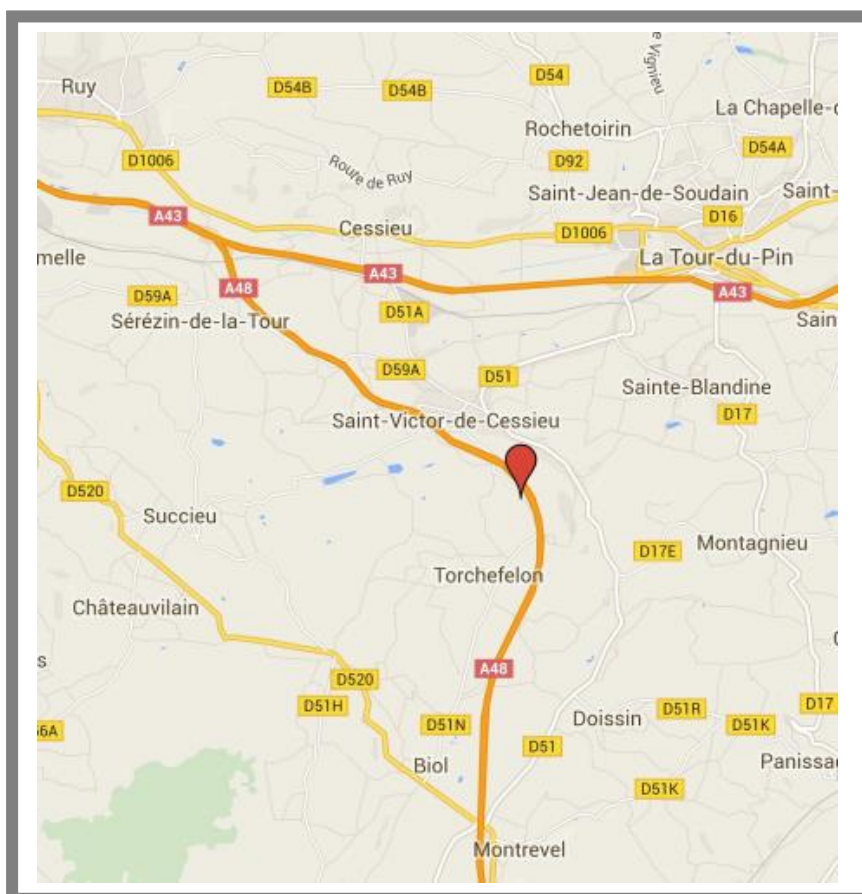 e Vignieu
Ruy
D54B
D54B
D54
La Chapelle-d
Rochetoirin
D54A
D1006
D92
Route de Ruy
Saint-Jean-de-Soudain
Saint-
A43
D16
Cessieu
D1006
melle
La Tour-du-Pin
A43
A48
D59A
A43
D51A
Sérézin-de-la-Tour
Sain
D59A
D51
Sainte-Blandine
Saint-Victor-de-Cessieu
D17
D520
Succieu
Montagnieu
D17E
Torchefelon
Châteauvilain
s
A48
D520
D51H
D51R
D17
D51N
Doissin
D51K
56A
D51
Biol
Panissa
D51K
Montrevel